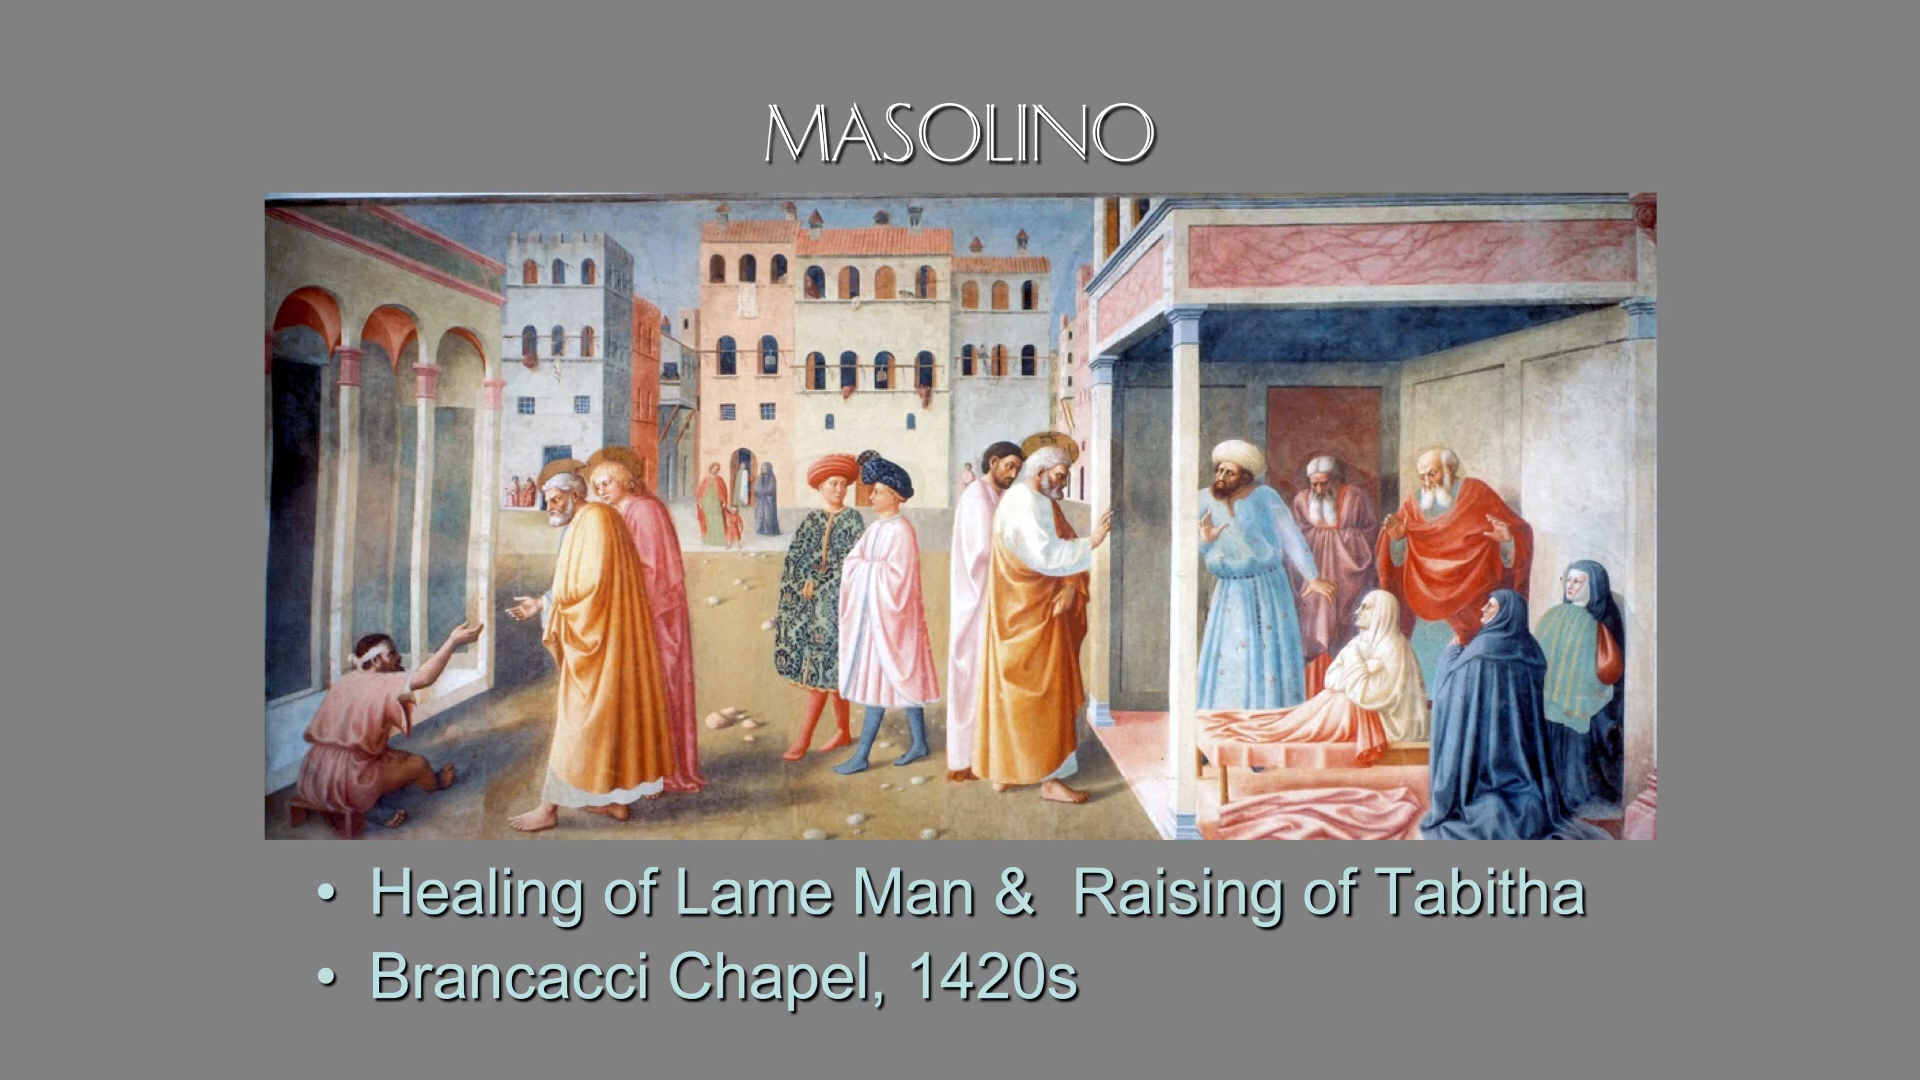 MASOLINO
• Healing of Lame Man & Raising of Tabitha
• Brancacci Chapel, 1420s